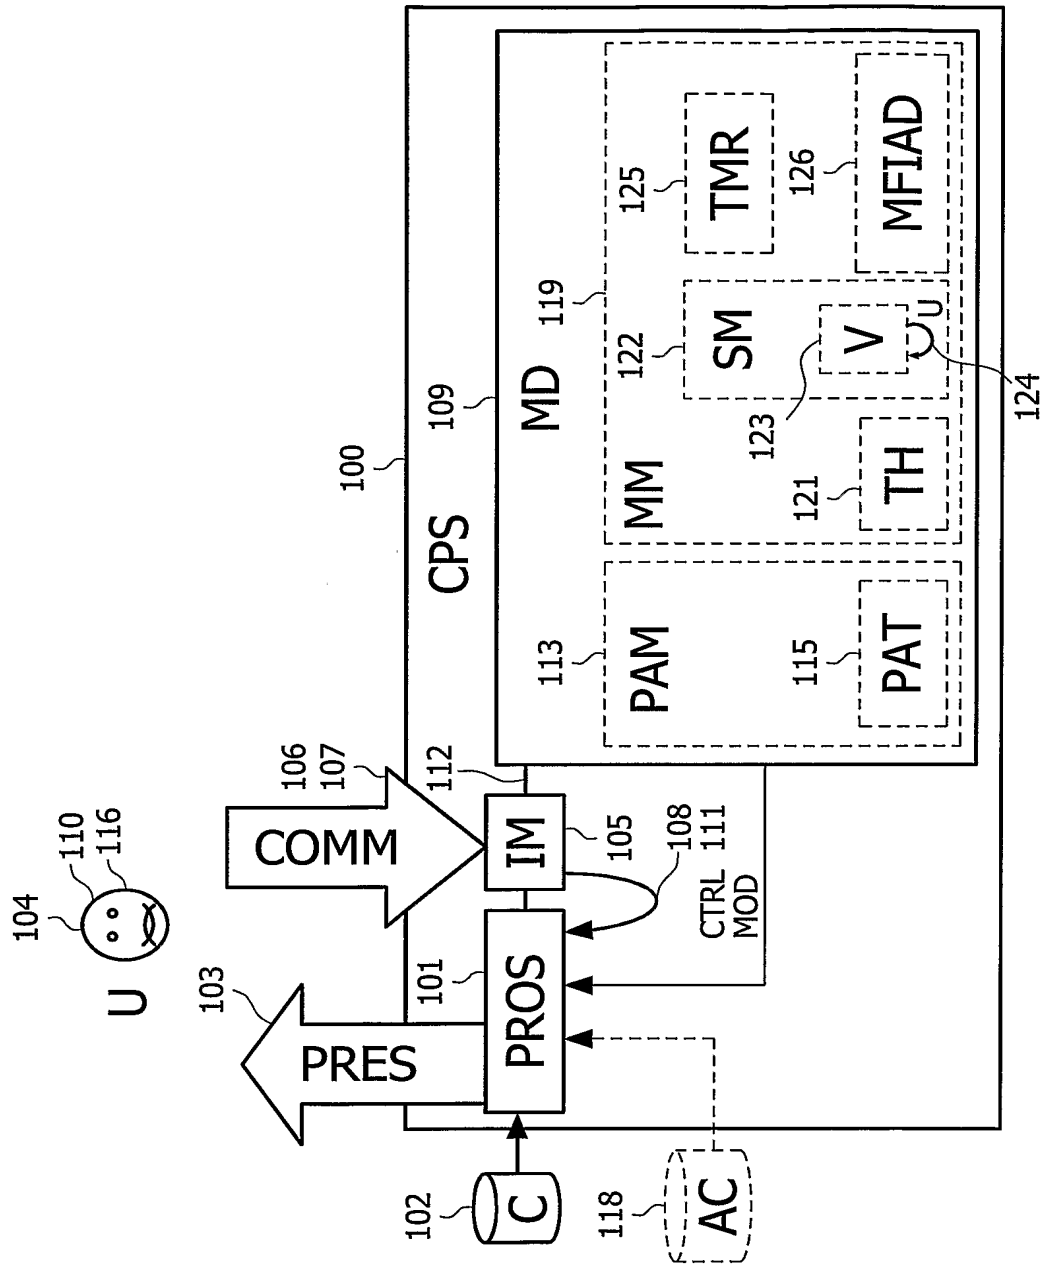 100
CPS
109
MD
119
MM
125
TMR
126
MFIAD
122
SM
123
V
U
124
121
TH
113
PAM
115
PAT
104
110
116
U
106
107
COMM
112
IM
105
108
111
CTRL
MOD
103
PRES
101
PROS
102
C
118
AC